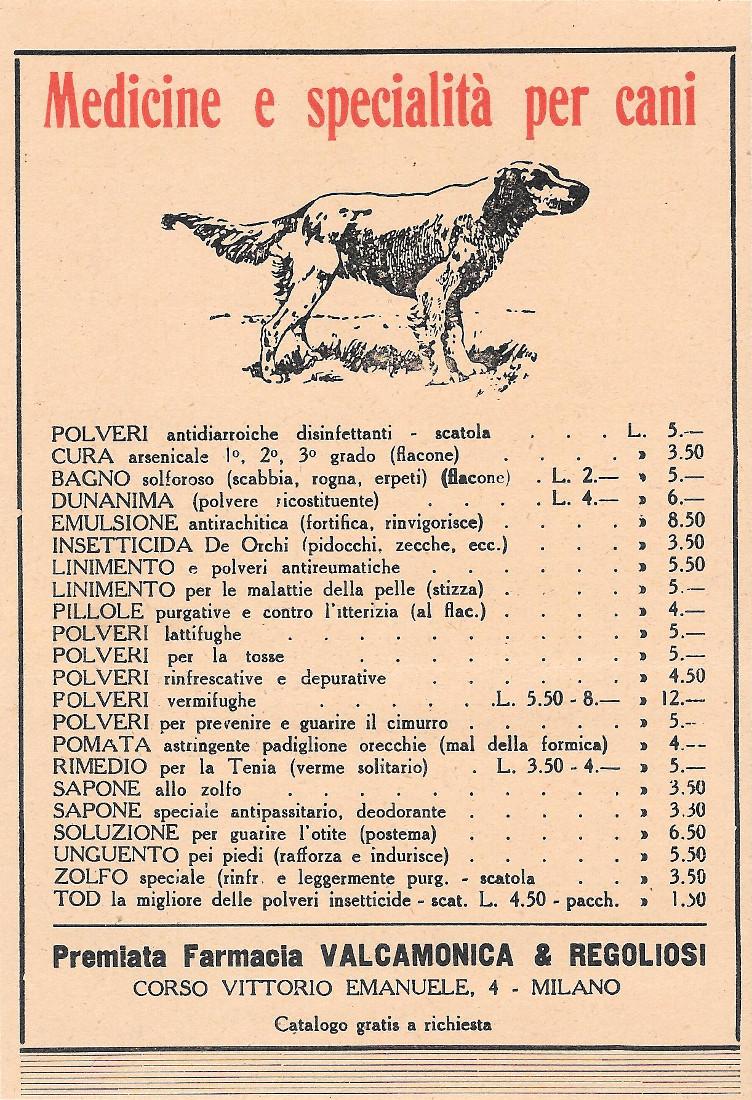 Medicine e specialità per cani
POLVERI antidiarroiche disinfettanti - scatola . . . L. 5.—
CURA arsenicale 1º, 2º, 3º grado (flacone) . . . . » 3.50
BAGNO solforoso (scabbia, rogna, erpeti) (flacone) . L. 2.— » 5.—
DUNANIMA (polvere ricostituente) . . . . L. 4.— » 6.—
EMULSIONE antirachitica (fortifica, rinvigorisce) . . . . » 8.50
INSETTICIDA De Orchi (pidocchi, zecche, ecc.) . . . » 3.50
LINIMENTO e polveri antireumatiche . . . . . . » 5.50
LINIMENTO per le malattie della pelle (stizza) . . . . » 5.—
PILLOLE purgative e contro l'itterizia (al flac.) . . . . » 4.—
POLVERI lattifughe . . . . . . . . . » 5.—
POLVERI per la tosse . . . . . . . » 5.—
POLVERI rinfrescative e depurative . . . . . . » 4.50
POLVERI vermifughe . . . . . .L. 5.50 - 8.— » 12.—
POLVERI per prevenire e guarire il cimurro . . . . . » 5.—
POMATA astringente padiglione orecchie (mal della formica) » 4.--
RIMEDIO per la Tenia (verme solitario) . L. 3.50 - 4.— » 5.—
SAPONE allo zolfo . . . . . . . . . » 3.50
SAPONE speciale antipassitario, deodorante . . . . . » 3.30
SOLUZIONE per guarire l'otite (postema) . . . . . » 6.50
UNGUENTO pei piedi (rafforza e indurisce) . . . . . » 5.50
ZOLFO speciale (rinfr. e leggermente purg. - scatola . . » 3.50
TOD la migliore delle polveri insetticide - scat. L. 4.50 - pacch. » 1.50
Premiata Farmacia VALCAMONICA & REGOLIOSI
CORSO VITTORIO EMANUELE, 4 - MILANO
Catalogo gratis a richiesta